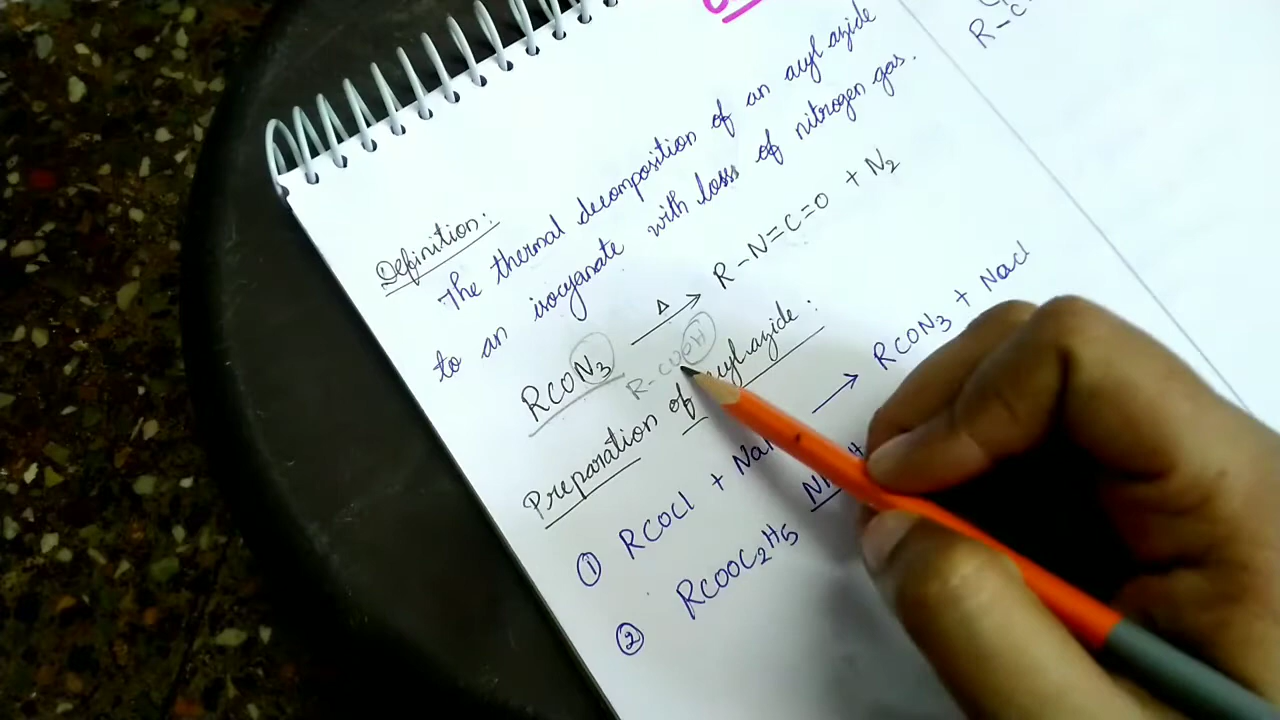 Definition:
The thermal decomposition of an acyl azide
to an isocyanate with loss of nitrogen gas.
RCON3 Δ→ R-N=C=O + N2
R-COOH
Preparation of acyl azide:
① RCOCl + → RCON3 + NaCl
② RCOOC2H5
R-C